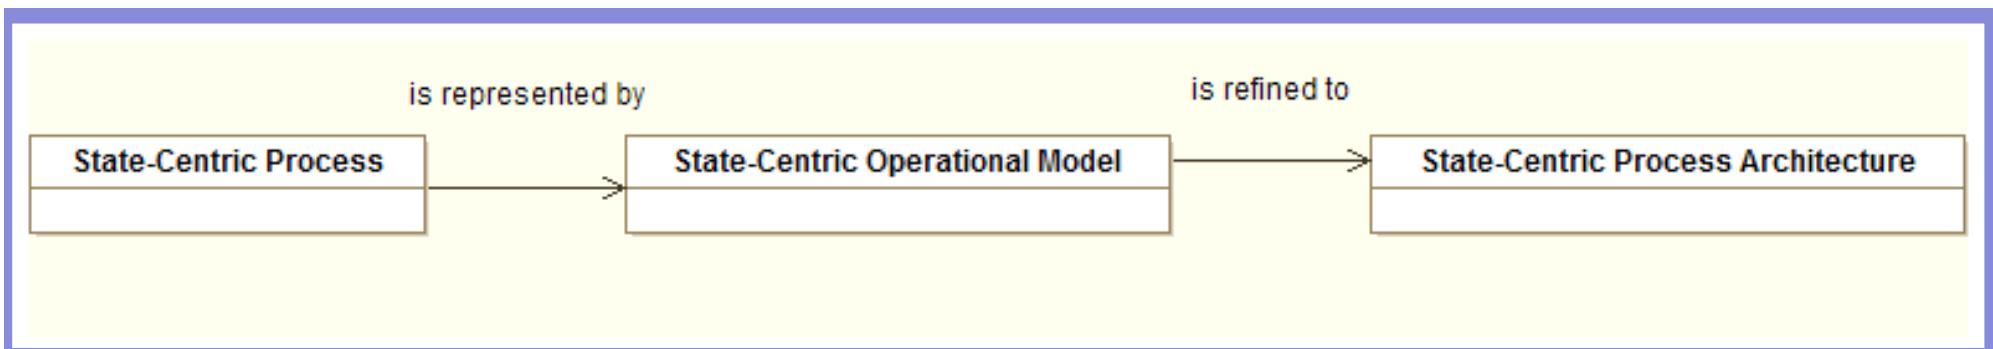 is represented by
is refined to
State-Centric Process
State-Centric Operational Model
State-Centric Process Architecture